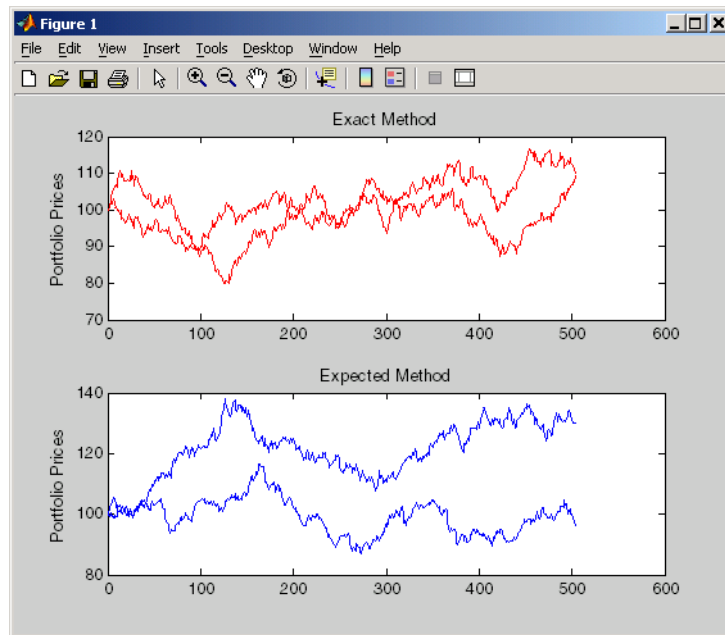 Figure 1
File Edit View Insert Tools Desktop Window Help
Exact Method
Portfolio Prices
120
110
100
90
80
70
0 100 200 300 400 500 600
Expected Method
Portfolio Prices
140
120
100
80
0 100 200 300 400 500 600